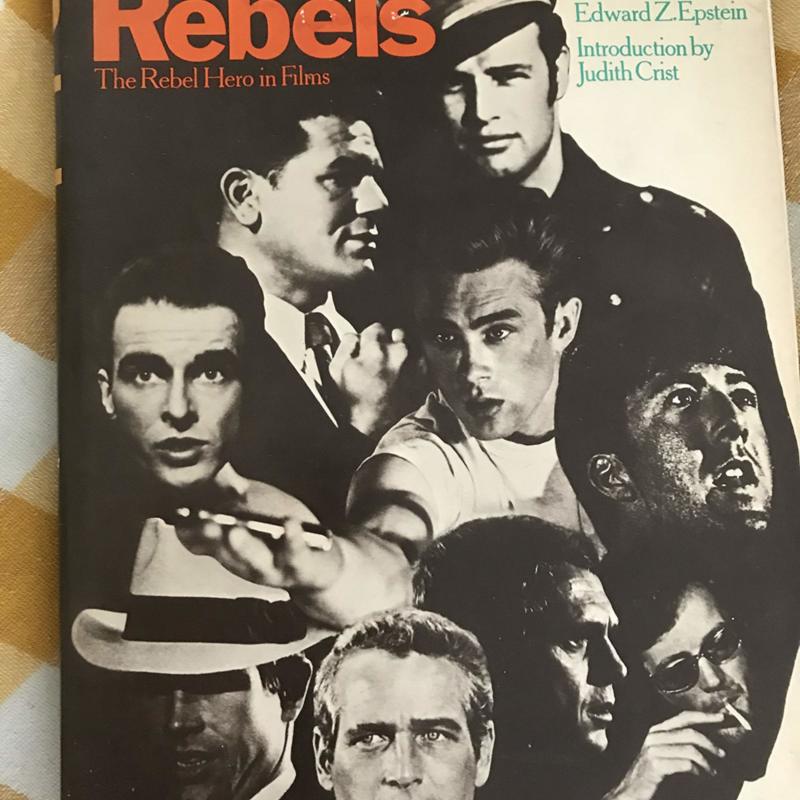 Rebels
The Rebel Hero in Films
Edward Z. Epstein
Introduction by
Judith Crist